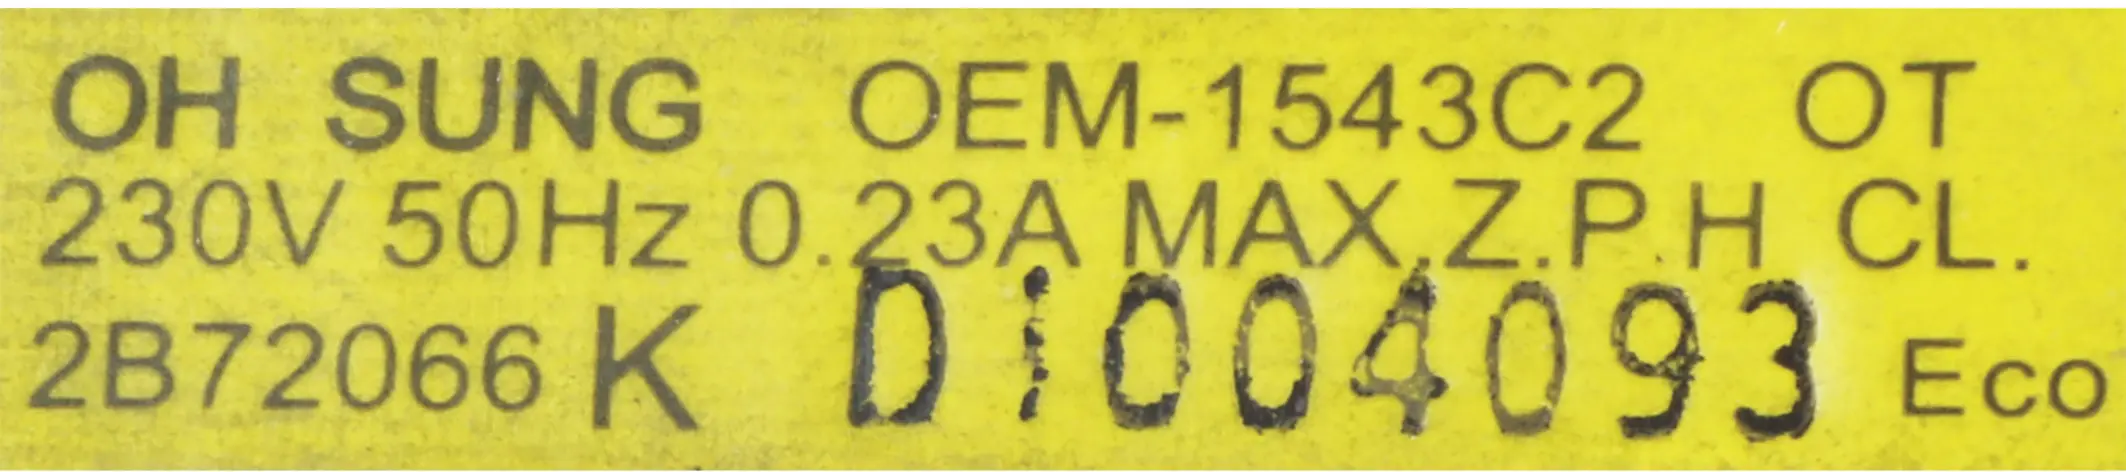 OH SUNG OEM-1543C2 OT
230V 50Hz 0.23A MAX.Z.P.H CL.
2B72066 K D1004093 Eco